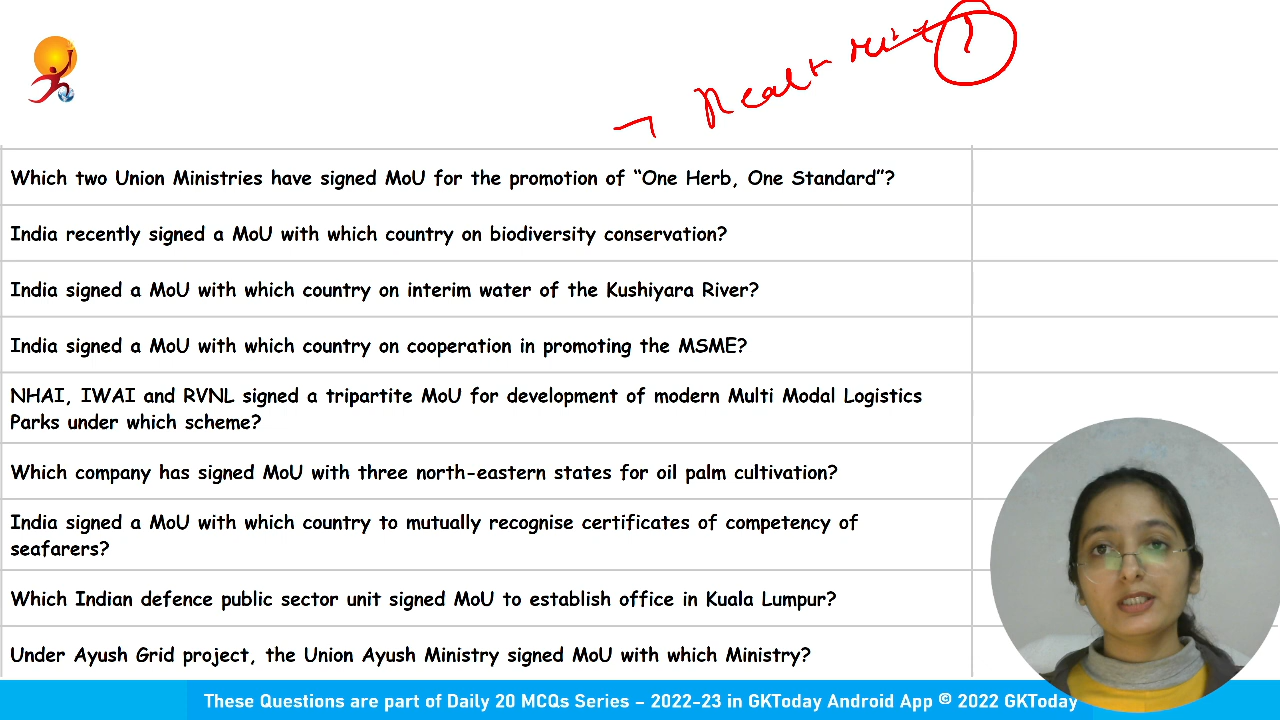 Which two Union Ministries have signed MoU for the promotion of “One Herb, One Standard”?
India recently signed a MoU with which country on biodiversity conservation?
India signed a MoU with which country on interim water of the Kushiyara River?
India signed a MoU with which country on cooperation in promoting the MSME?
NHAI, IWAI and RVNL signed a tripartite MoU for development of modern Multi Modal Logistics
Parks under which scheme?
Which company has signed MoU with three north-eastern states for oil palm cultivation?
India signed a MoU with which country to mutually recognise certificates of competency of
seafarers?
Which Indian defence public sector unit signed MoU to establish office in Kuala Lumpur?
Under Ayush Grid project, the Union Ayush Ministry signed MoU with which Ministry?
These Questions are part of Daily 20 MCQs Series – 2022-23 in GKToday Android App © 2022 GKToday